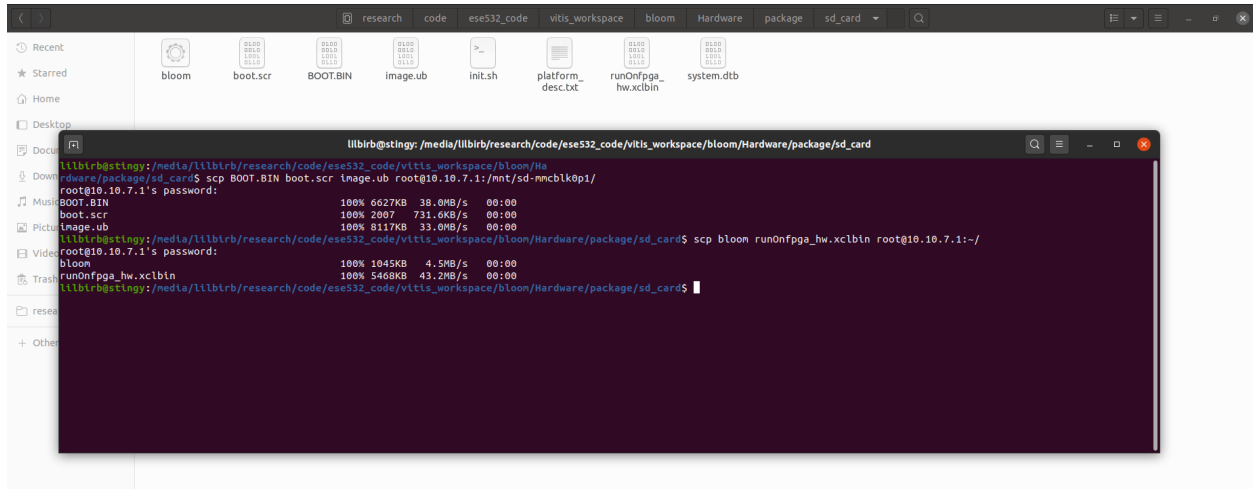 research code ese532_code vitis_workspace bloom Hardware package sd_card
Recent
Starred
Home
Desktop
Music
Trash
bloom
boot.scr
BOOT.BIN
image.ub
init.sh
platform_
desc.txt
runOnfpga_
hw.xclbin
system.dtb
lilbirb@stingy: /media/lilbirb/research/code/ese532_code/vitis_workspace/bloom/Hardware/package/sd_card
lilbirb@stingy:/media/lilbirb/research/code/ese532_code/vitis_workspace/bloom/Ha
rdware/package/sd_card$ scp BOOT.BIN boot.scr image.ub root@10.10.7.1:/mnt/sd-mmcblk0p1/
root@10.10.7.1's password:
BOOT.BIN 100% 6627KB 38.0MB/s 00:00
boot.scr 100% 2007 731.6KB/s 00:00
image.ub 100% 8117KB 33.0MB/s 00:00
lilbirb@stingy:/media/lilbirb/research/code/ese532_code/vitis_workspace/bloom/Hardware/package/sd_card$ scp bloom runOnfpga_hw.xclbin root@10.10.7.1:~/
root@10.10.7.1's password:
bloom 100% 1045KB 4.5MB/s 00:00
runOnfpga_hw.xclbin 100% 5468KB 43.2MB/s 00:00
lilbirb@stingy:/media/lilbirb/research/code/ese532_code/vitis_workspace/bloom/Hardware/package/sd_card$